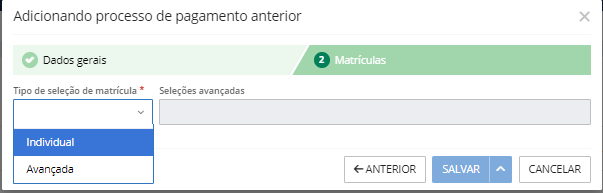 Adicionando processo de pagamento anterior
Dados gerais
2 Matrículas
Tipo de seleção de matrícula *
Seleções avançadas
Individual
Avançada
ANTERIOR
SALVAR
CANCELAR